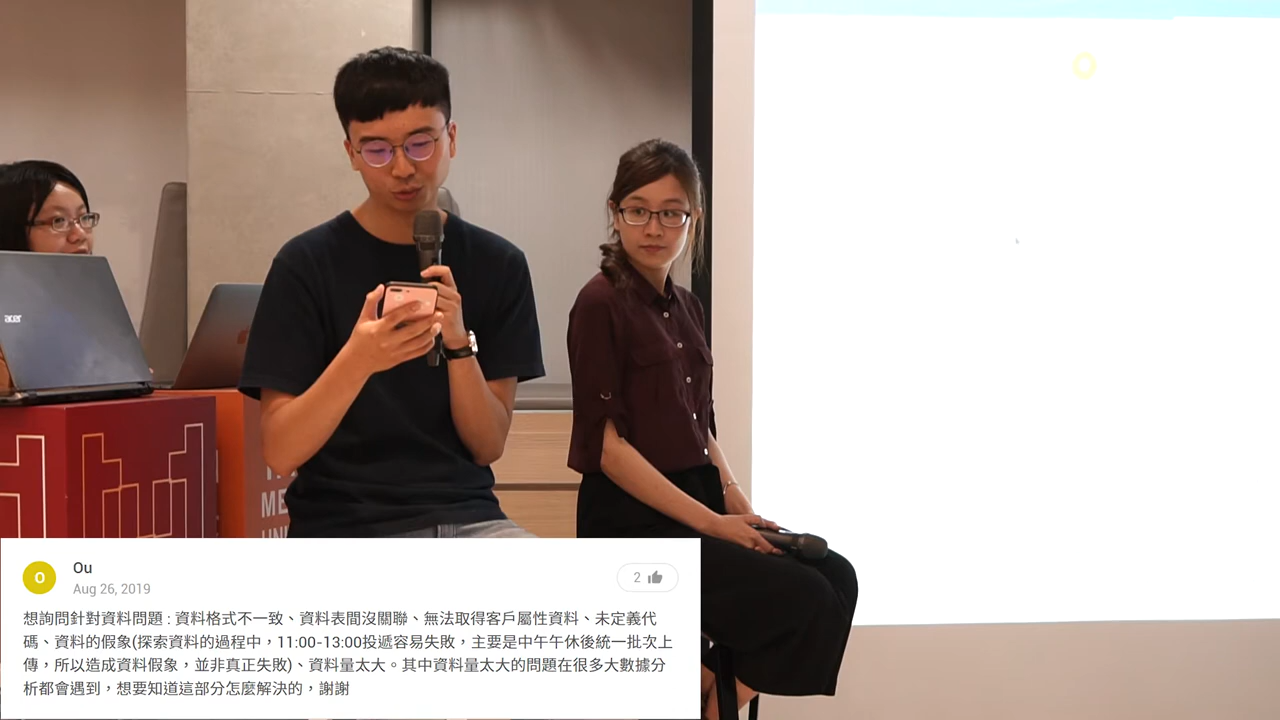 acer
ME
O
Ou
Aug 26, 2019
2
想詢問針對資料問題 : 資料格式不一致、資料表間沒關聯、無法取得客戶屬性資料、未定義代
碼、資料的假象(探索資料的過程中，11:00-13:00投遞容易失敗，主要是中午午休後統一批次上
傳，所以造成資料假象，並非真正失敗)、資料量太大。其中資料量太大的問題在很多大數據分
析都會遇到，想要知道這部分怎麼解決的，謝謝